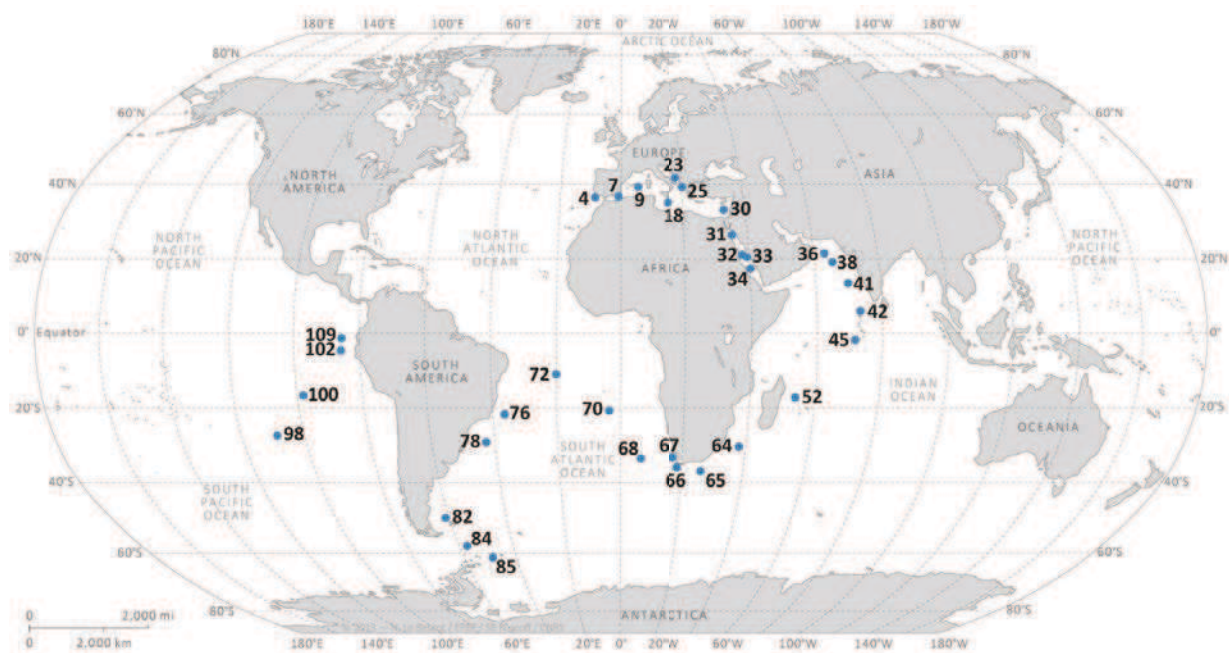 180°E 140°E 100°E 60°E 20°E 0° 20°W 60°W 100°W 140°W 180°W
ARCTIC OCEAN
80°N 80°N
60°N 60°N
EUROPE
23
NORTH
AMERICA
ASIA
40°N 7 25 40°N
4 9 18 30
NORTH
PACIFIC
OCEAN
NORTH
ATLANTIC
OCEAN
NORTH
PACIFIC
OCEAN
31
32 33 36 38
20°N AFRICA 20°N
34 41
42
0° Equator 0°
109
102 45
SOUTH
AMERICA
72
100 52
INDIAN
OCEAN
20°S 76 70 20°S
98 78 68 67 64
OCEANIA
SOUTH
ATLANTIC
OCEAN
66 65
40°S 40°S
SOUTH
PACIFIC
OCEAN
82
84
60°S 85 60°S
80°S 80°S
ANTARCTICA
0 2,000 mi
0 2,000 km
180°E 140°E 100°E 60°E 20°E 0° 20°W 60°W 100°W 140°W 180°W